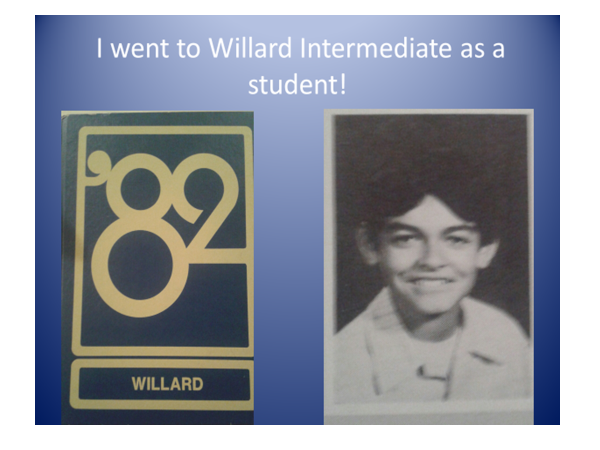 I went to Willard Intermediate as a
student!
'82
WILLARD